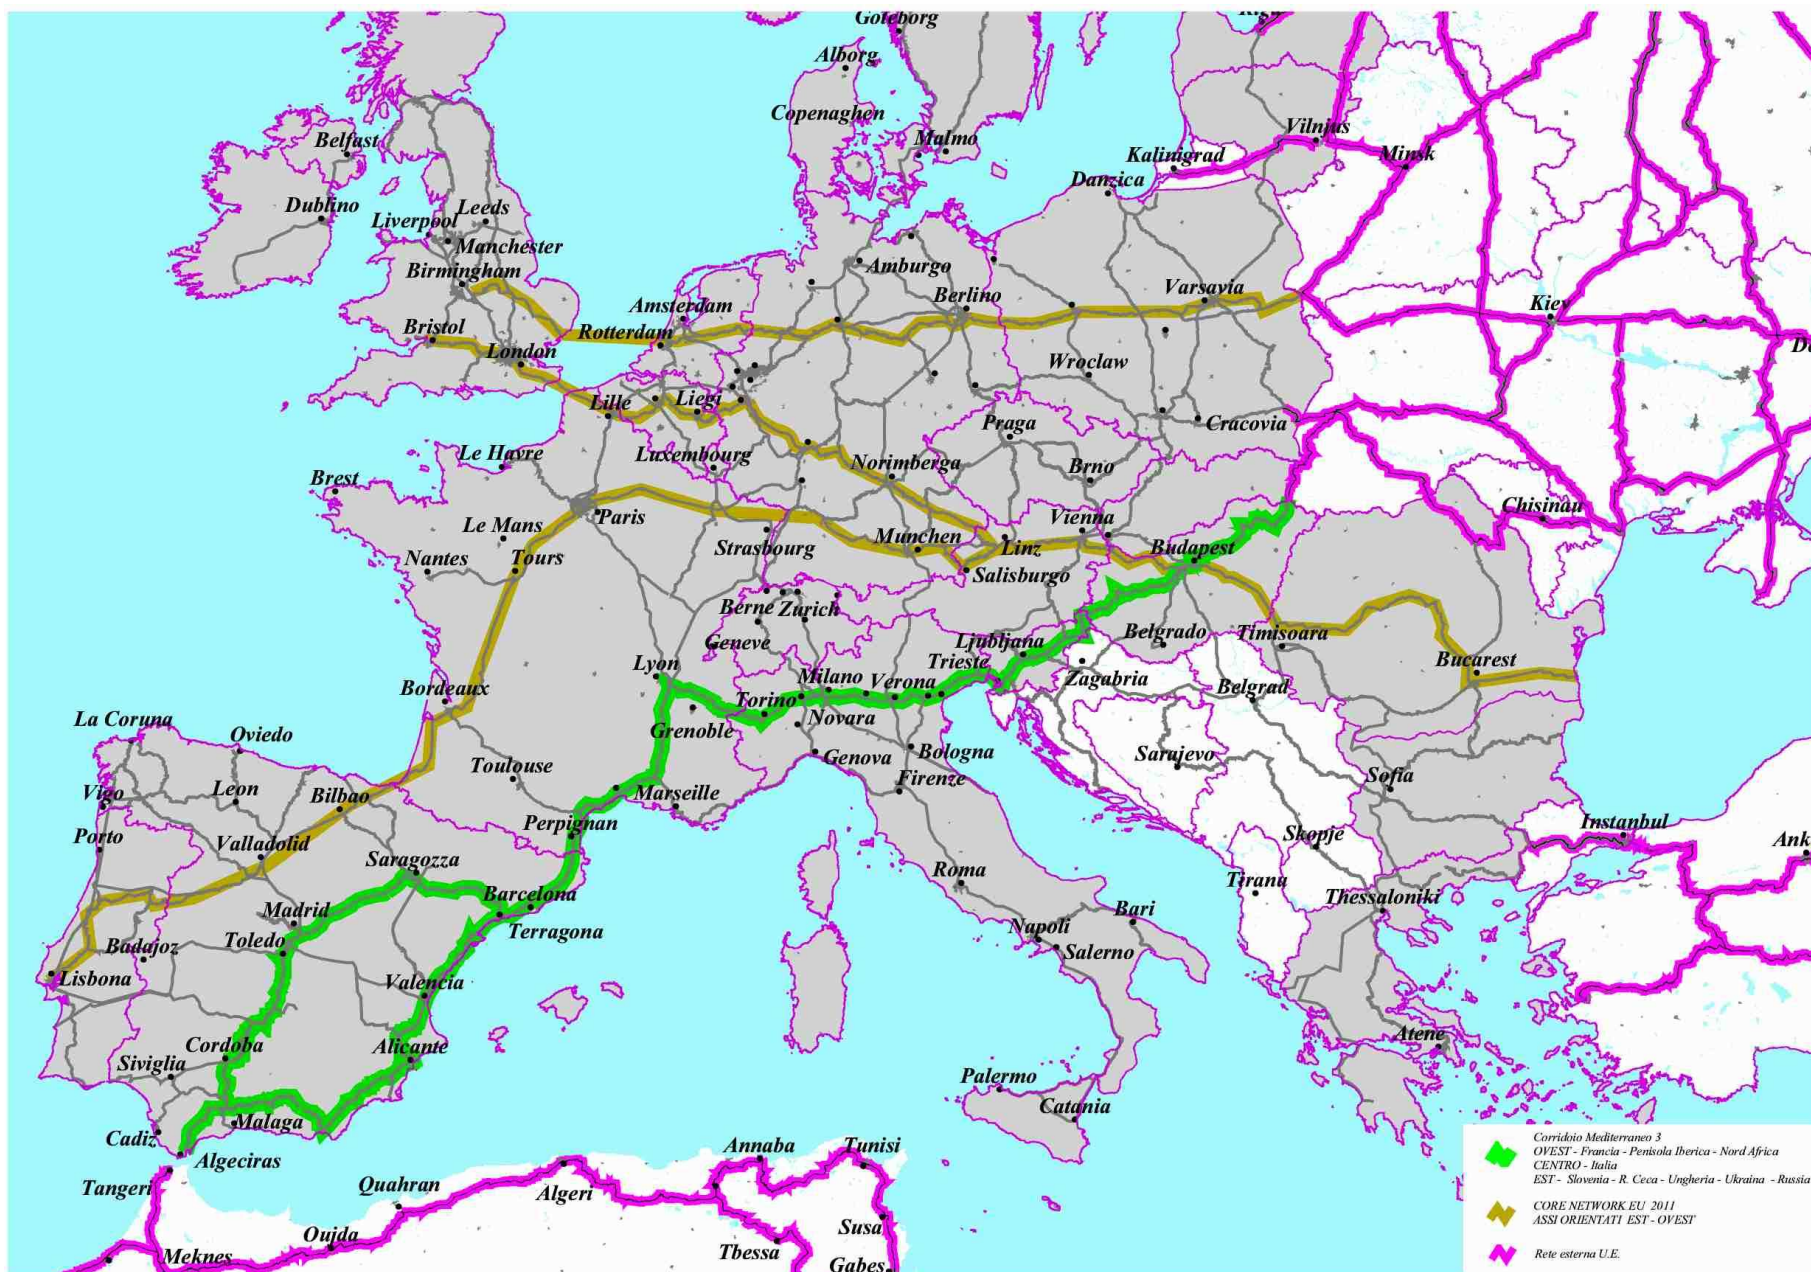 Goteborg
Riga
Alborg
Copenaghen
Malmo
Vilnius
Belfast
Kalinigrad
Minsk
Danzica
Dublino
Leeds
Liverpool
Manchester
Birmingham
Amburgo
Amsterdam
Berlino
Varsavia
Kiev
Bristol
Rotterdam
London
Wroclaw
Lille
Liegi
Praga
Cracovia
Le Havre
Luxembourg
Norimberga
Brno
Brest
Chisinau
Le Mans
Paris
Vienna
Strasbourg
Munchen
Linz
Budapest
Nantes
Tours
Salisburgo
Berne
Zurich
Geneve
Ljubljana
Belgrado
Timisoara
Lyon
Trieste
Bucarest
Milano
Verona
Zagabria
Belgrad
Bordeaux
Torino
Novara
La Coruna
Grenoble
Oviedo
Bologna
Genova
Sarajevo
Toulouse
Firenze
Sofia
Vigo
Leon
Bilbao
Marseille
Perpignan
Instanbul
Porto
Valladolid
Skopje
Ank
Saragozza
Roma
Tirana
Barcelona
Thessaloniki
Madrid
Terragona
Napoli
Bari
Toledo
Badajoz
Salerno
Lisbona
Valencia
Cordoba
Alicante
Atene
Siviglia
Palermo
Catania
Malaga
Cadiz
Algeciras
Annaba
Tunisi
Tangeri
Quahran
Algeri
Susa
Oujda
Tbessa
Meknes
Gabes
Corridoio Mediterraneo 3
OVEST - Francia - Penisola Iberica - Nord Africa
CENTRO - Italia
EST - Slovenia - R. Ceca - Ungheria - Ukraina - Russia
CORE NETWORK EU 2011
ASSI ORIENTATI EST - OVEST
Rete esterna U.E.